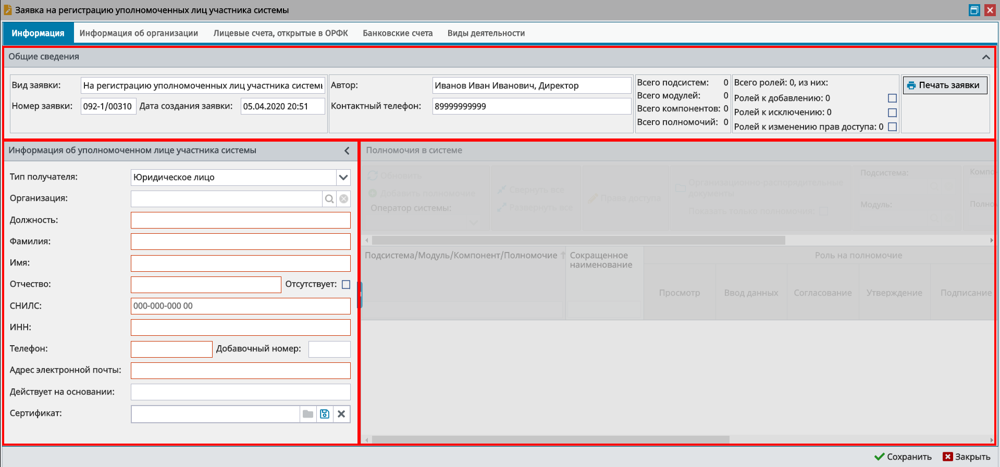 Заявка на регистрацию уполномоченных лиц участника системы
Информация Информация об организации Лицевые счета, открытые в ОРФК Банковские счета Виды деятельности
Общие сведения
Вид заявки: На регистрацию уполномоченных лиц участника системы
Номер заявки: 092-1/00310 Дата создания заявки: 05.04.2020 20:51
Автор: Иванов Иван Иванович, Директор
Контактный телефон: 89999999999
Всего подсистем: 0
Всего модулей: 0
Всего компонентов: 0
Всего полномочий: 0
Всего ролей: 0, из них:
Ролей к добавлению: 0
Ролей к исключению: 0
Ролей к изменению прав доступа: 0
Печать заявки
Информация об уполномоченном лице участника системы
Тип получателя: Юридическое лицо
Организация:
Должность:
Фамилия:
Имя:
Отчество: Отсутствует:
СНИЛС: 000-000-000 00
ИНН:
Телефон: Добавочный номер:
Адрес электронной почты:
Действует на основании:
Сертификат:
Полномочия в системе
Обновить
Добавить полномочие
Оператор системы:
Свернуть все
Развернуть все
Права доступа
Организационно-распорядительные
документы
Показать только полномочия:
Подсистема:
Модуль:
Компо
Полно
Подсистема/Модуль/Компонент/Полномочие
Сокращенное
наименование
Роль на полномочие
Просмотр Ввод данных Согласование Утверждение Подписание
Сохранить Закрыть